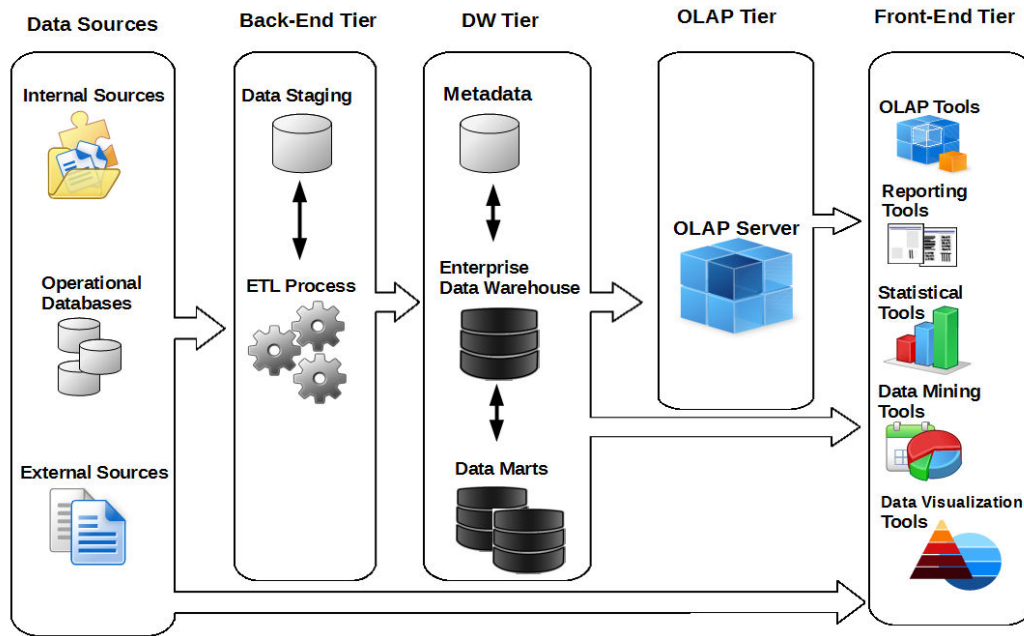 Data Sources
Back-End Tier
DW Tier
OLAP Tier
Front-End Tier
Internal Sources
Operational
Databases
External Sources
Data Staging
ETL Process
Metadata
Enterprise
Data Warehouse
Data Marts
OLAP Server
OLAP Tools
Reporting
Tools
Statistical
Tools
Data Mining
Tools
Data Visualization
Tools